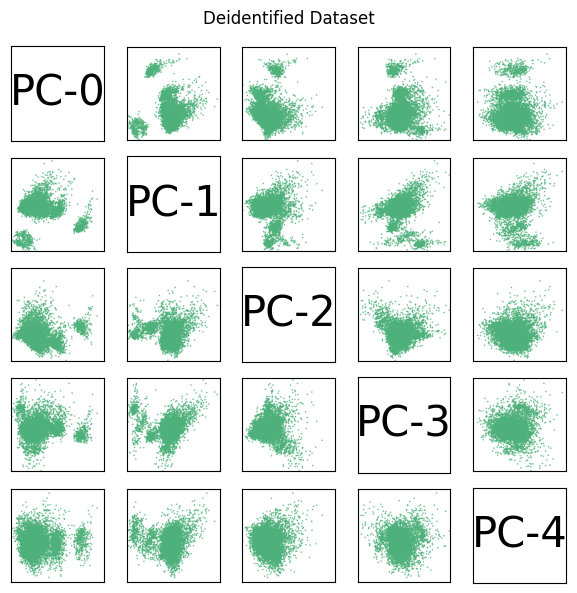 Deidentified Dataset
PC-0
PC-1
PC-2
PC-3
PC-4